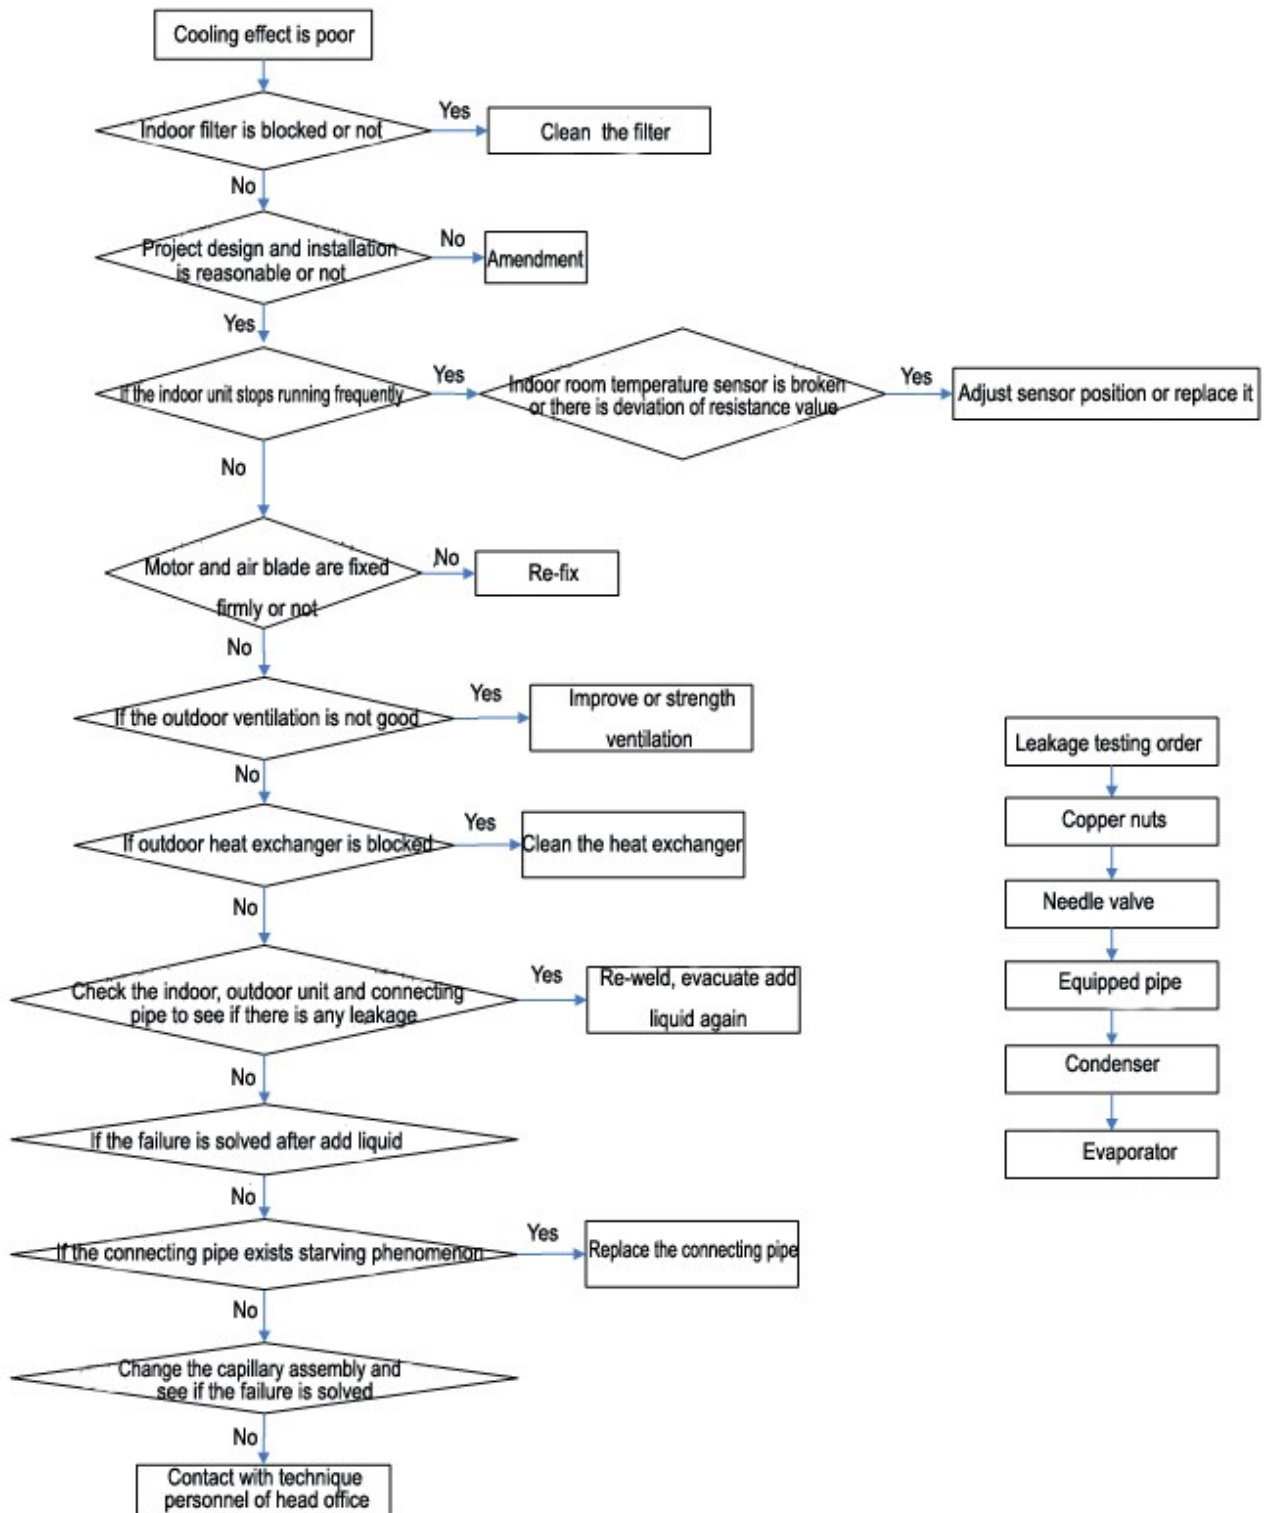 Cooling effect is poor
Indoor filter is blocked or not
Yes
Clean the filter
No
Project design and installation
is reasonable or not
No
Amendment
Yes
If the indoor unit stops running frequently
Yes
Indoor room temperature sensor is broken
or there is deviation of resistance value
Yes
Adjust sensor position or replace it
No
Motor and air blade are fixed
firmly or not
No
Re-fix
No
If the outdoor ventilation is not good
Yes
Improve or strength
ventilation
No
If outdoor heat exchanger is blocked
Yes
Clean the heat exchanger
No
Check the indoor, outdoor unit and connecting
pipe to see if there is any leakage
Yes
Re-weld, evacuate add
liquid again
No
If the failure is solved after add liquid
No
If the connecting pipe exists starving phenomenon
Yes
Replace the connecting pipe
No
Change the capillary assembly and
see if the failure is solved
No
Contact with technique
personnel of head office
Leakage testing order
Copper nuts
Needle valve
Equipped pipe
Condenser
Evaporator